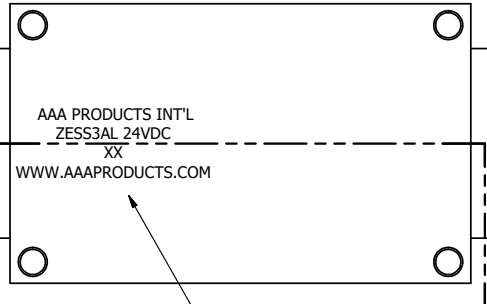 AAA PRODUCTS INT'L
ZESS3AL 24VDC
XX
WWW.AAAPRODUCTS.COM